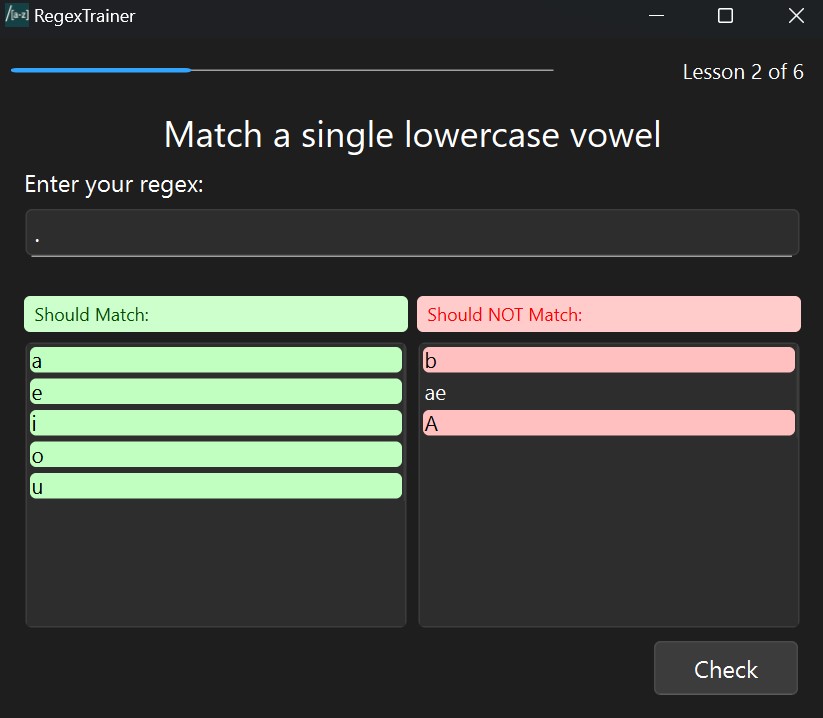 /[a-z] RegexTrainer
Lesson 2 of 6
Match a single lowercase vowel
Enter your regex:
.
Should Match:
a
e
i
o
u
Should NOT Match:
b
ae
A
Check